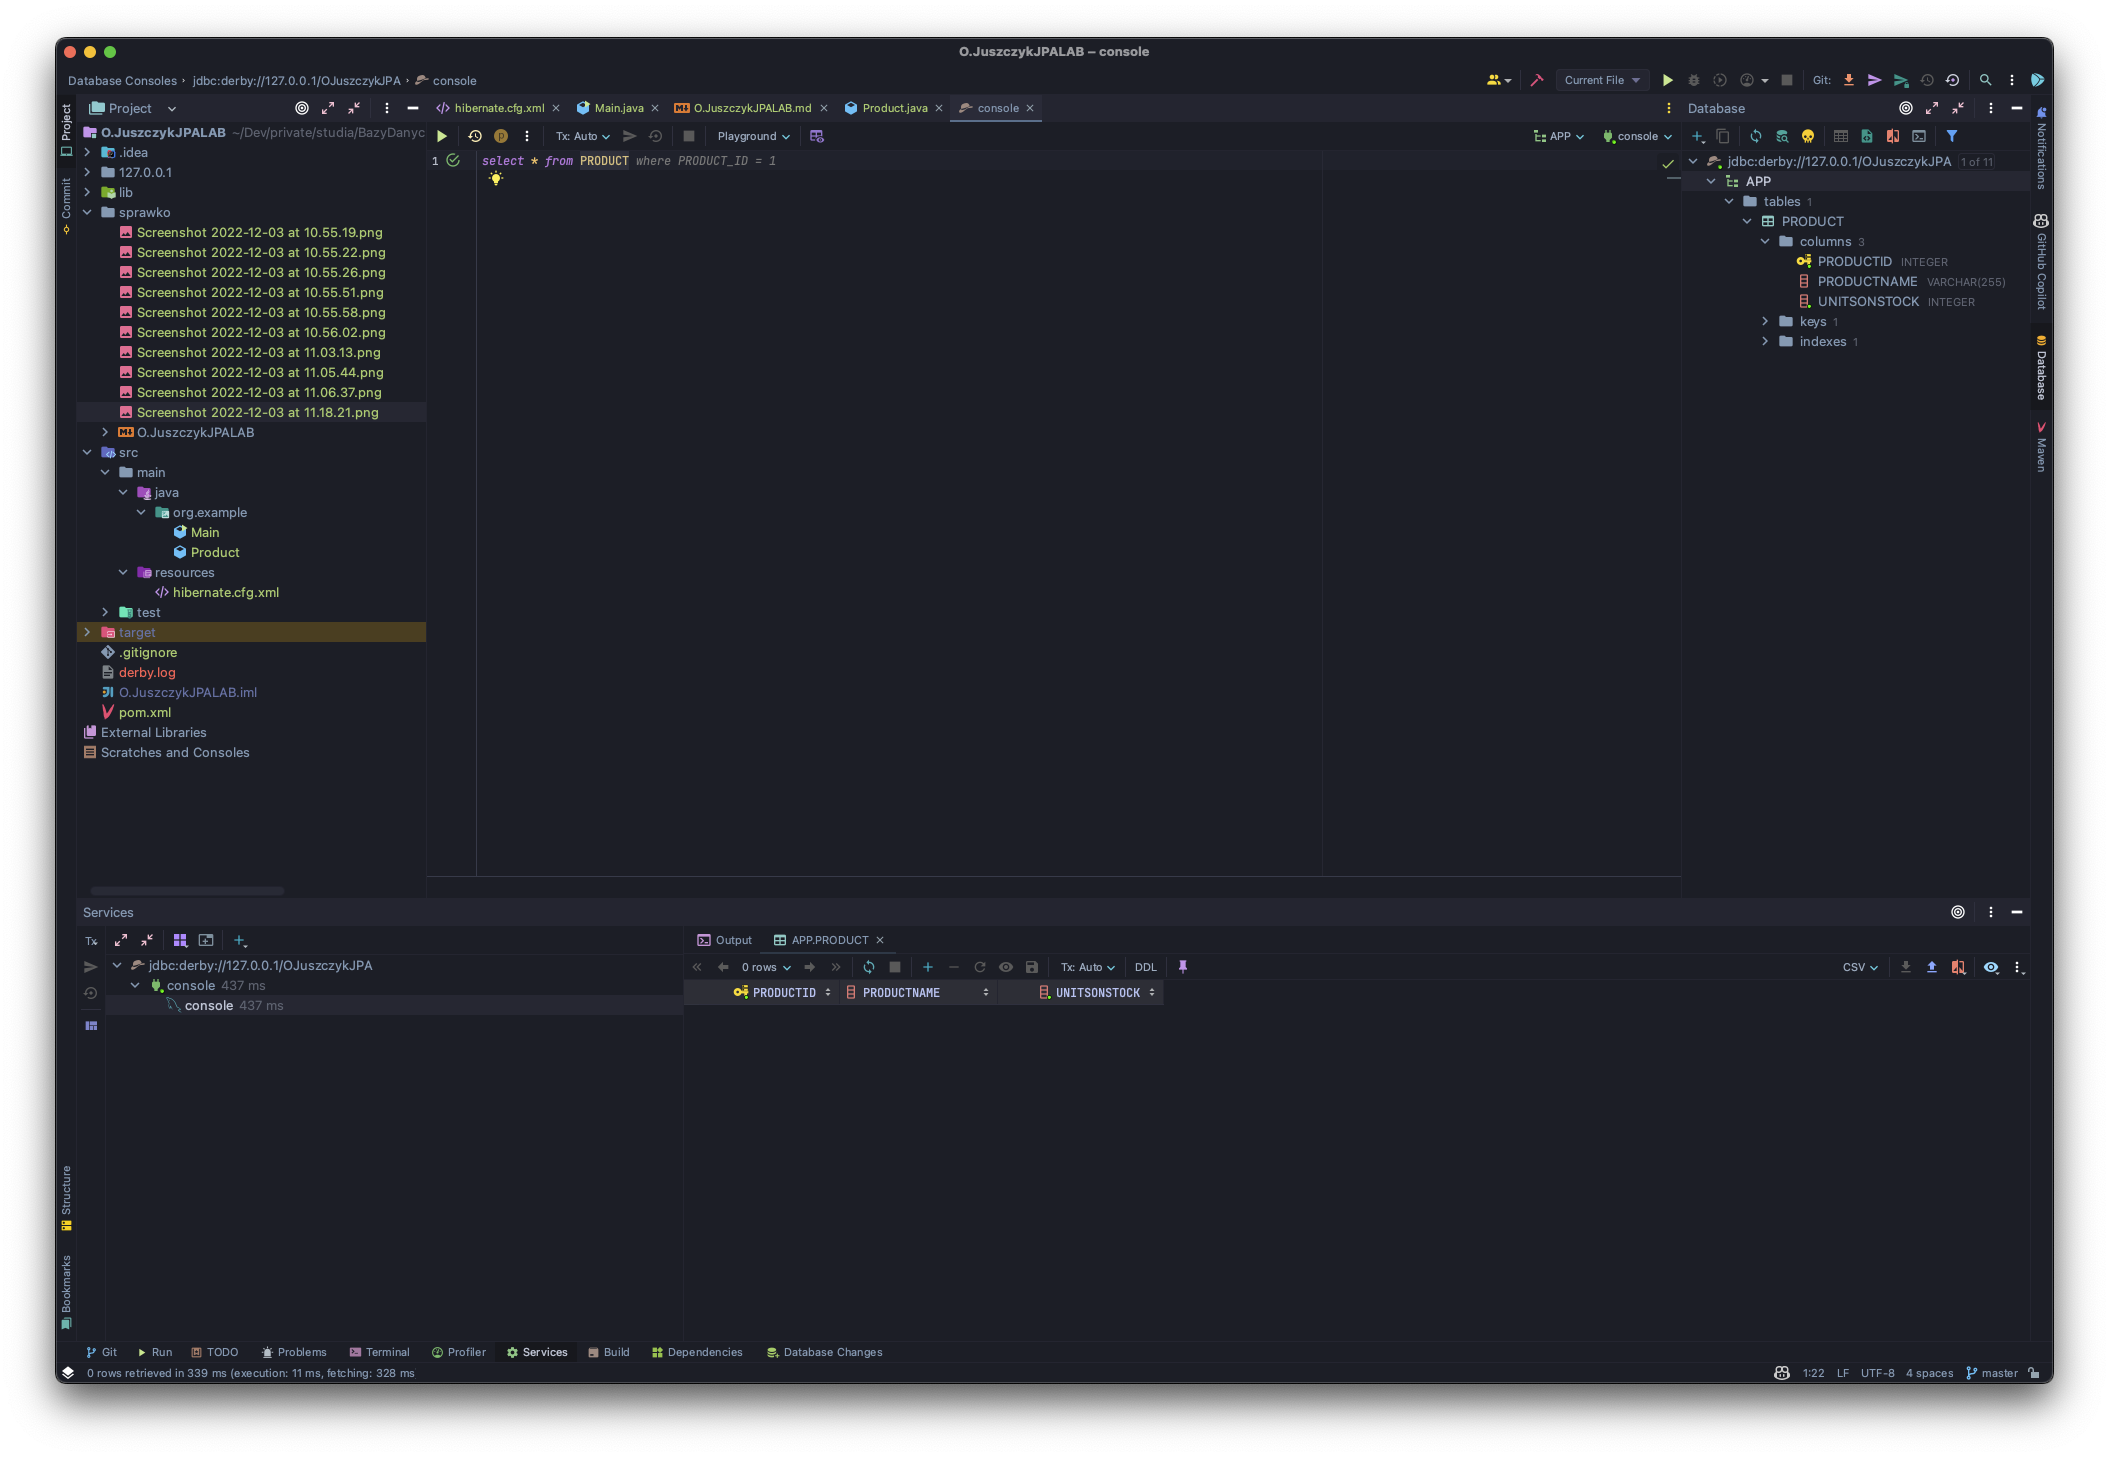 O.JuszczykJPALAB – console
Database Consoles › jdbc:derby://127.0.0.1/OJuszczykJPA › console
Current File
Git:
Project
hibernate.cfg.xml
Main.java
O.JuszczykJPALAB.md
Product.java
console
Database
O.JuszczykJPALAB ~/Dev/private/studia/BazyDanyc
Tx: Auto
Playground
APP
console
.idea
127.0.0.1
lib
sprawko
Screenshot 2022-12-03 at 10.55.19.png
Screenshot 2022-12-03 at 10.55.22.png
Screenshot 2022-12-03 at 10.55.26.png
Screenshot 2022-12-03 at 10.55.51.png
Screenshot 2022-12-03 at 10.55.58.png
Screenshot 2022-12-03 at 10.56.02.png
Screenshot 2022-12-03 at 11.03.13.png
Screenshot 2022-12-03 at 11.05.44.png
Screenshot 2022-12-03 at 11.06.37.png
Screenshot 2022-12-03 at 11.18.21.png
O.JuszczykJPALAB
src
main
java
org.example
Main
Product
resources
hibernate.cfg.xml
test
target
.gitignore
derby.log
O.JuszczykJPALAB.iml
pom.xml
External Libraries
Scratches and Consoles
1 select * from PRODUCT where PRODUCT_ID = 1
jdbc:derby://127.0.0.1/OJuszczykJPA 1 of 11
APP
tables 1
PRODUCT
columns 3
PRODUCTID INTEGER
PRODUCTNAME VARCHAR(255)
UNITSONSTOCK INTEGER
keys 1
indexes 1
Project
Commit
Structure
Bookmarks
Notifications
GitHub Copilot
Database
Maven
Services
Tx
jdbc:derby://127.0.0.1/OJuszczykJPA
console 437 ms
console 437 ms
Output
APP.PRODUCT
0 rows
Tx: Auto
DDL
CSV
PRODUCTID
PRODUCTNAME
UNITSONSTOCK
Git
Run
TODO
Problems
Terminal
Profiler
Services
Build
Dependencies
Database Changes
0 rows retrieved in 339 ms (execution: 11 ms, fetching: 328 ms
1:22 LF UTF-8 4 spaces master